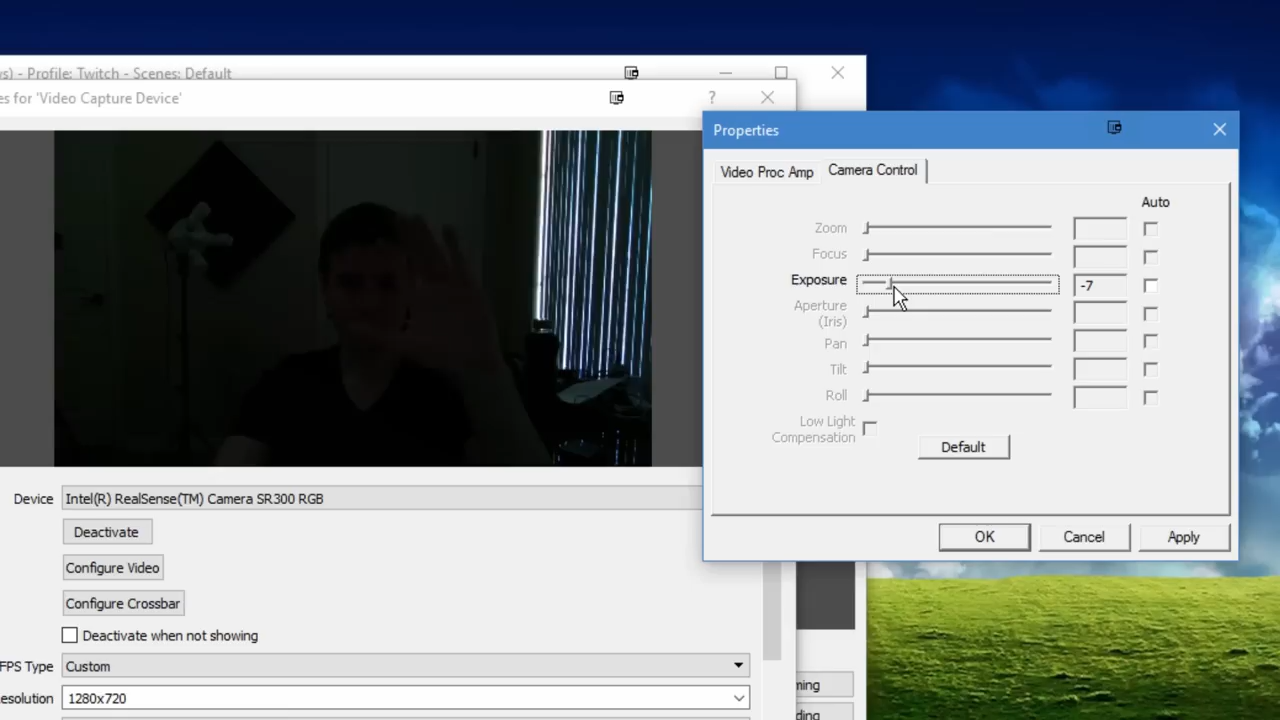 vs) - Profile: Twitch - Scenes: Default
es for 'Video Capture Device'
?
Properties
Video Proc Amp
Camera Control
Auto
Zoom
Focus
Exposure
-7
Aperture
(Iris)
Pan
Tilt
Roll
Low Light
Compensation
Default
OK
Cancel
Apply
Device
Intel(R) RealSense(TM) Camera SR300 RGB
Deactivate
Configure Video
Configure Crossbar
Deactivate when not showing
FPS Type
Custom
esolution
1280x720
ming
ding